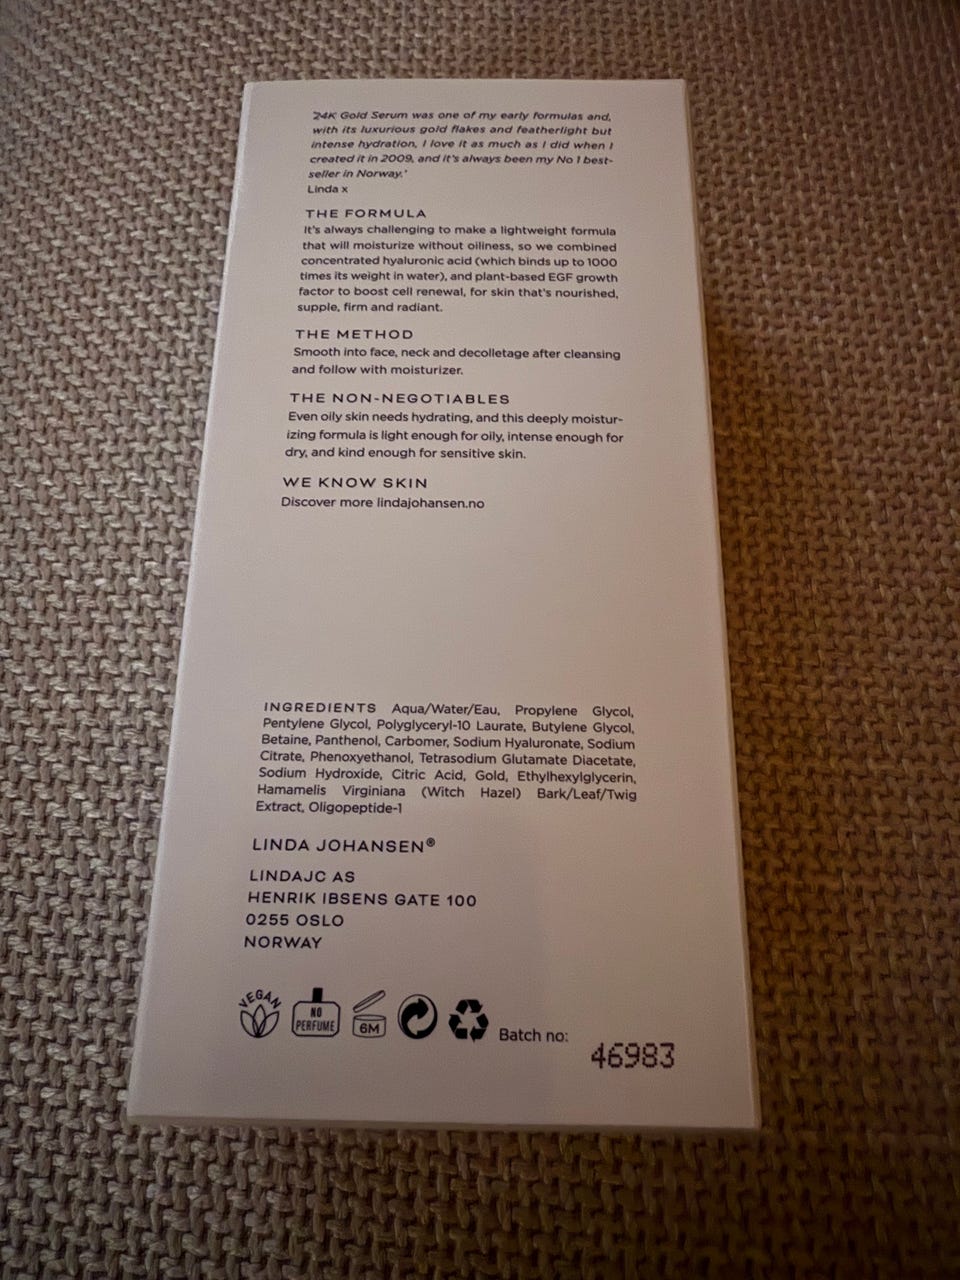 '24K Gold Serum was one of my early formulas and,
with its luxurious gold flakes and featherlight but
intense hydration, I love it as much as I did when I
created it in 2009, and it's always been my No 1 best-
seller in Norway.'
Linda x
THE FORMULA
It's always challenging to make a lightweight formula
that will moisturize without oiliness, so we combined
concentrated hyaluronic acid (which binds up to 1000
times its weight in water), and plant-based EGF growth
factor to boost cell renewal, for skin that's nourished,
supple, firm and radiant.
THE METHOD
Smooth into face, neck and decolletage after cleansing
and follow with moisturizer.
THE NON-NEGOTIABLES
Even oily skin needs hydrating, and this deeply moistur-
izing formula is light enough for oily, intense enough for
dry, and kind enough for sensitive skin.
WE KNOW SKIN
Discover more lindajohansen.no
INGREDIENTS Aqua/Water/Eau, Propylene Glycol,
Pentylene Glycol, Polyglyceryl-10 Laurate, Butylene Glycol,
Betaine, Panthenol, Carbomer, Sodium Hyaluronate, Sodium
Citrate, Phenoxyethanol, Tetrasodium Glutamate Diacetate,
Sodium Hydroxide, Citric Acid, Gold, Ethylhexylglycerin,
Hamamelis Virginiana (Witch Hazel) Bark/Leaf/Twig
Extract, Oligopeptide-1
LINDA JOHANSEN®
LINDAJC AS
HENRIK IBSENS GATE 100
0255 OSLO
NORWAY
VEGAN
NO
PERFUME
6M
Batch no:
46983